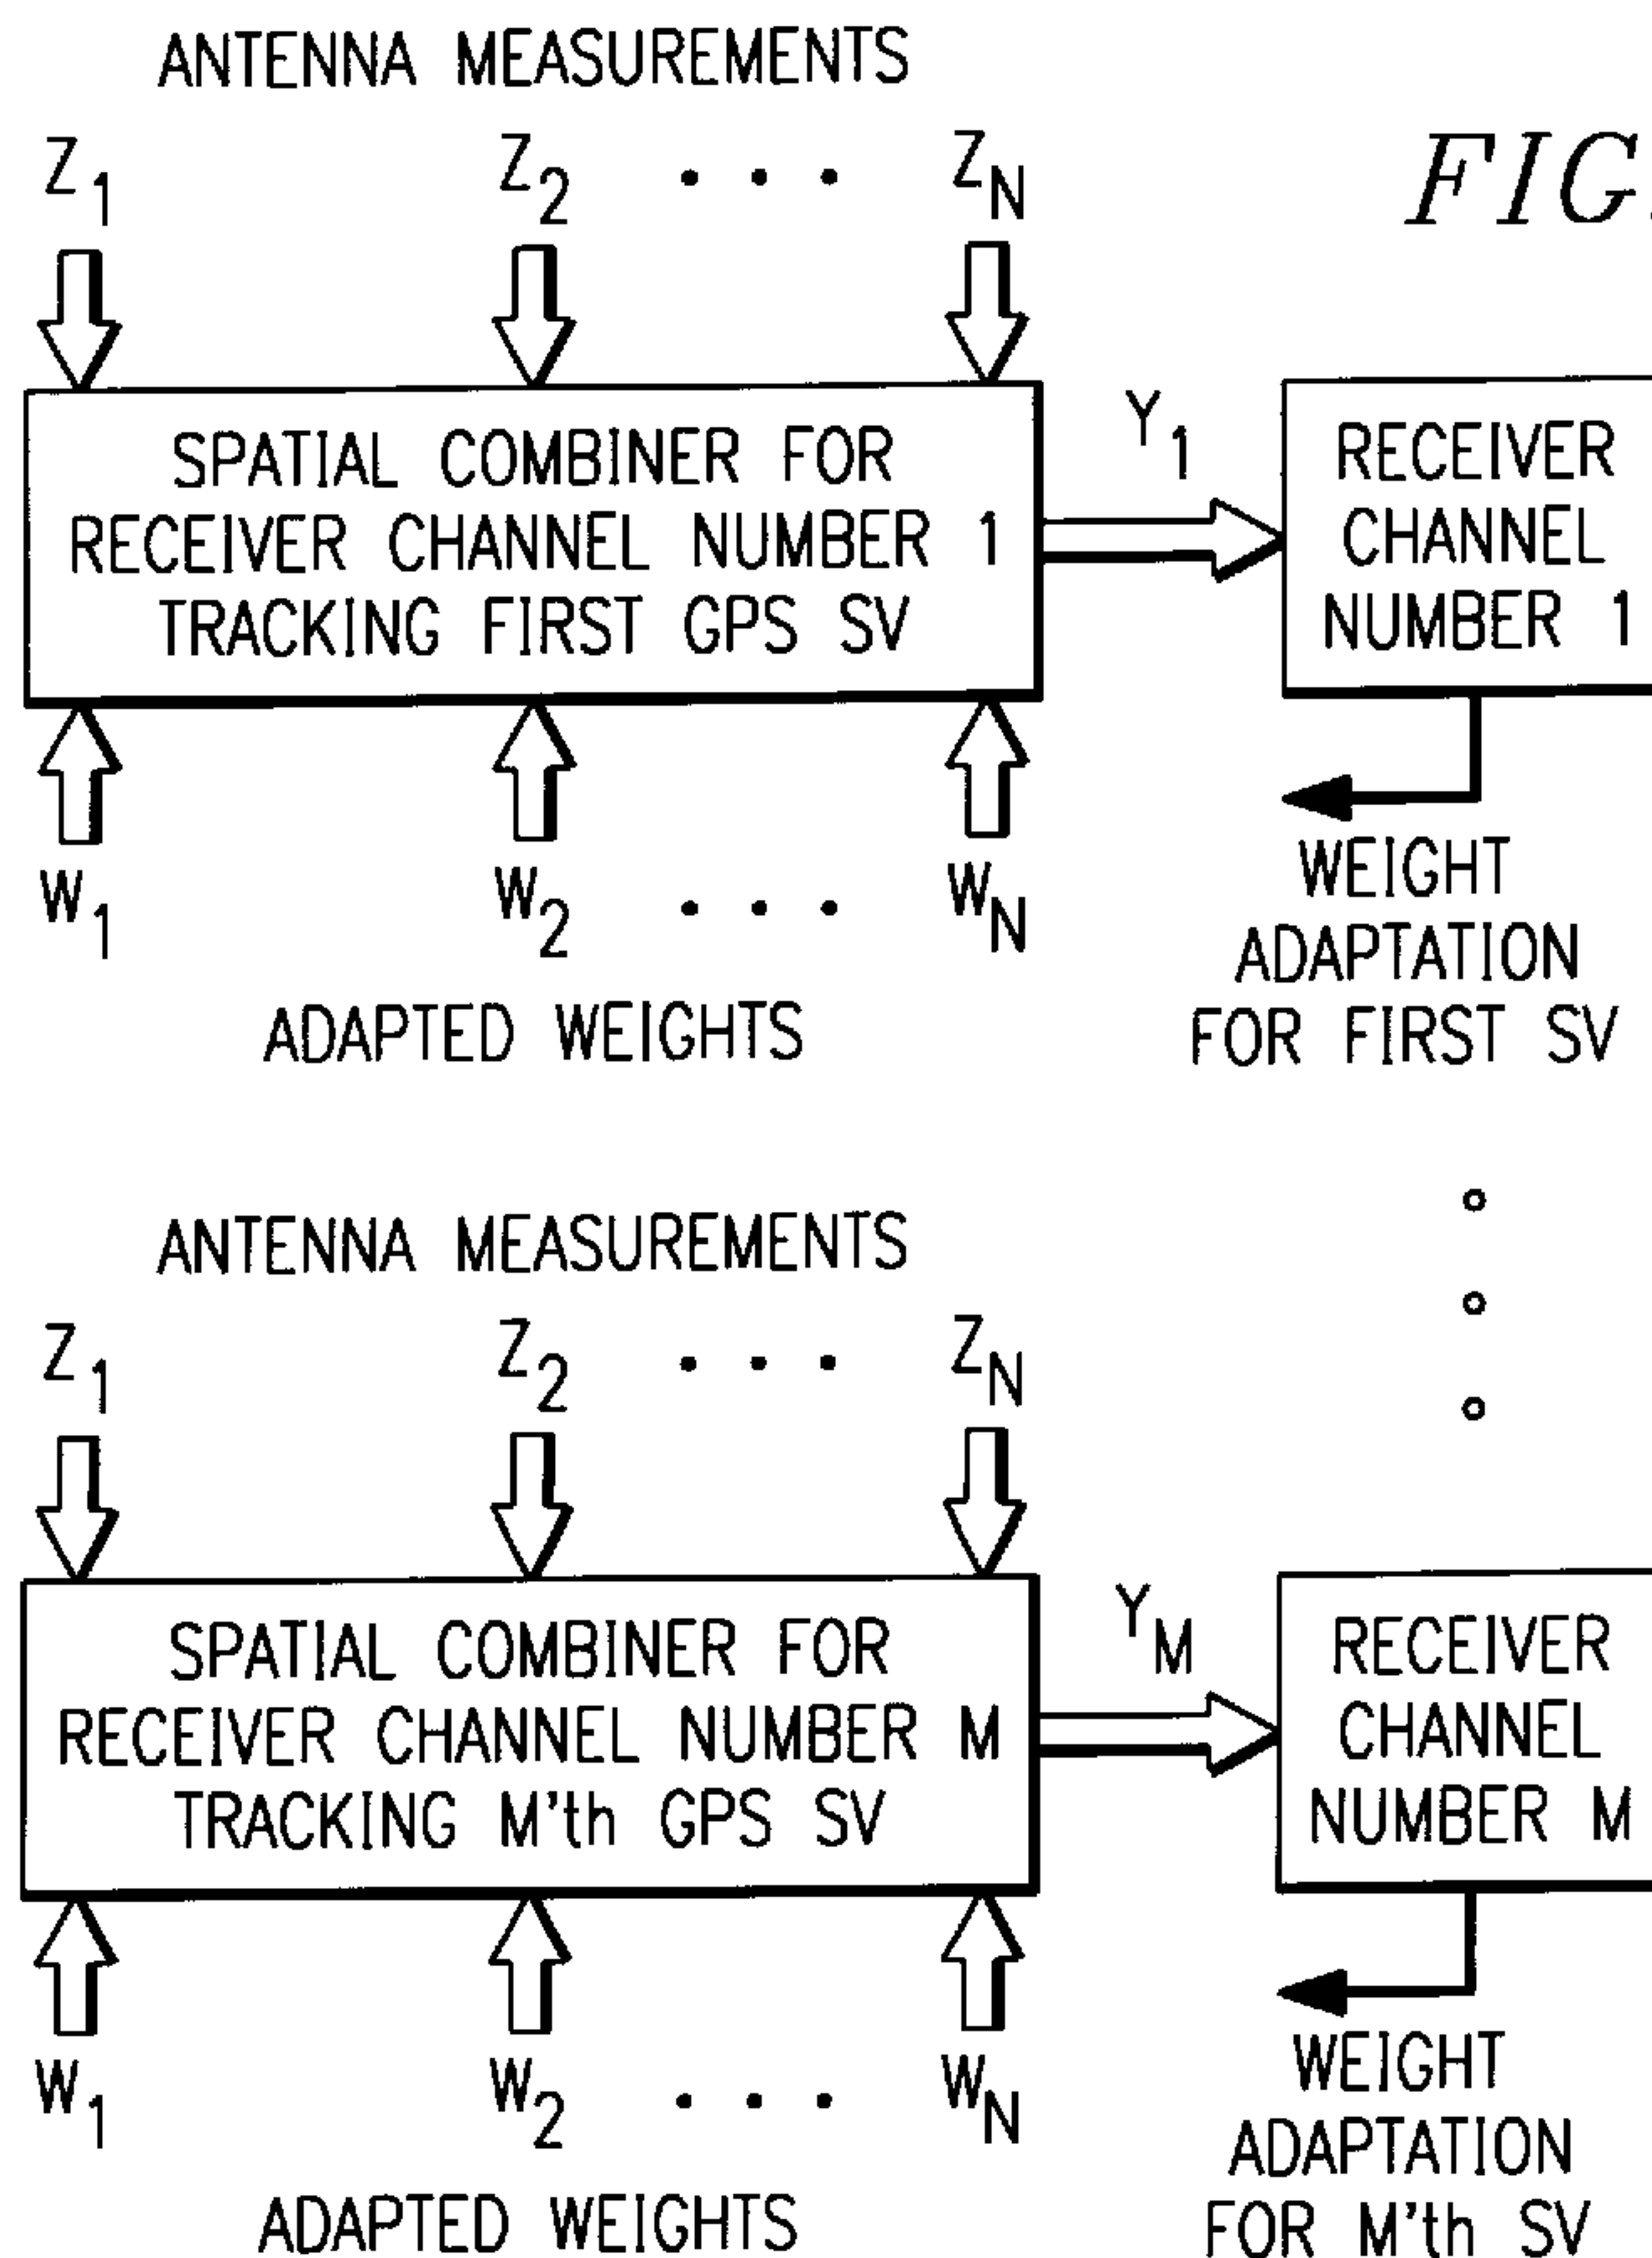 ANTENNA MEASUREMENTS
Z1 Z2 . . . ZN
FIG.
SPATIAL COMBINER FOR
RECEIVER CHANNEL NUMBER 1
TRACKING FIRST GPS SV
Y1
RECEIVER
CHANNEL
NUMBER 1
W1 W2 . . . WN
ADAPTED WEIGHTS
WEIGHT
ADAPTATION
FOR FIRST SV
ANTENNA MEASUREMENTS
Z1 Z2 . . . ZN
SPATIAL COMBINER FOR
RECEIVER CHANNEL NUMBER M
TRACKING M'th GPS SV
YM
RECEIVER
CHANNEL
NUMBER M
W1 W2 . . . WN
ADAPTED WEIGHTS
WEIGHT
ADAPTATION
FOR M'th SV